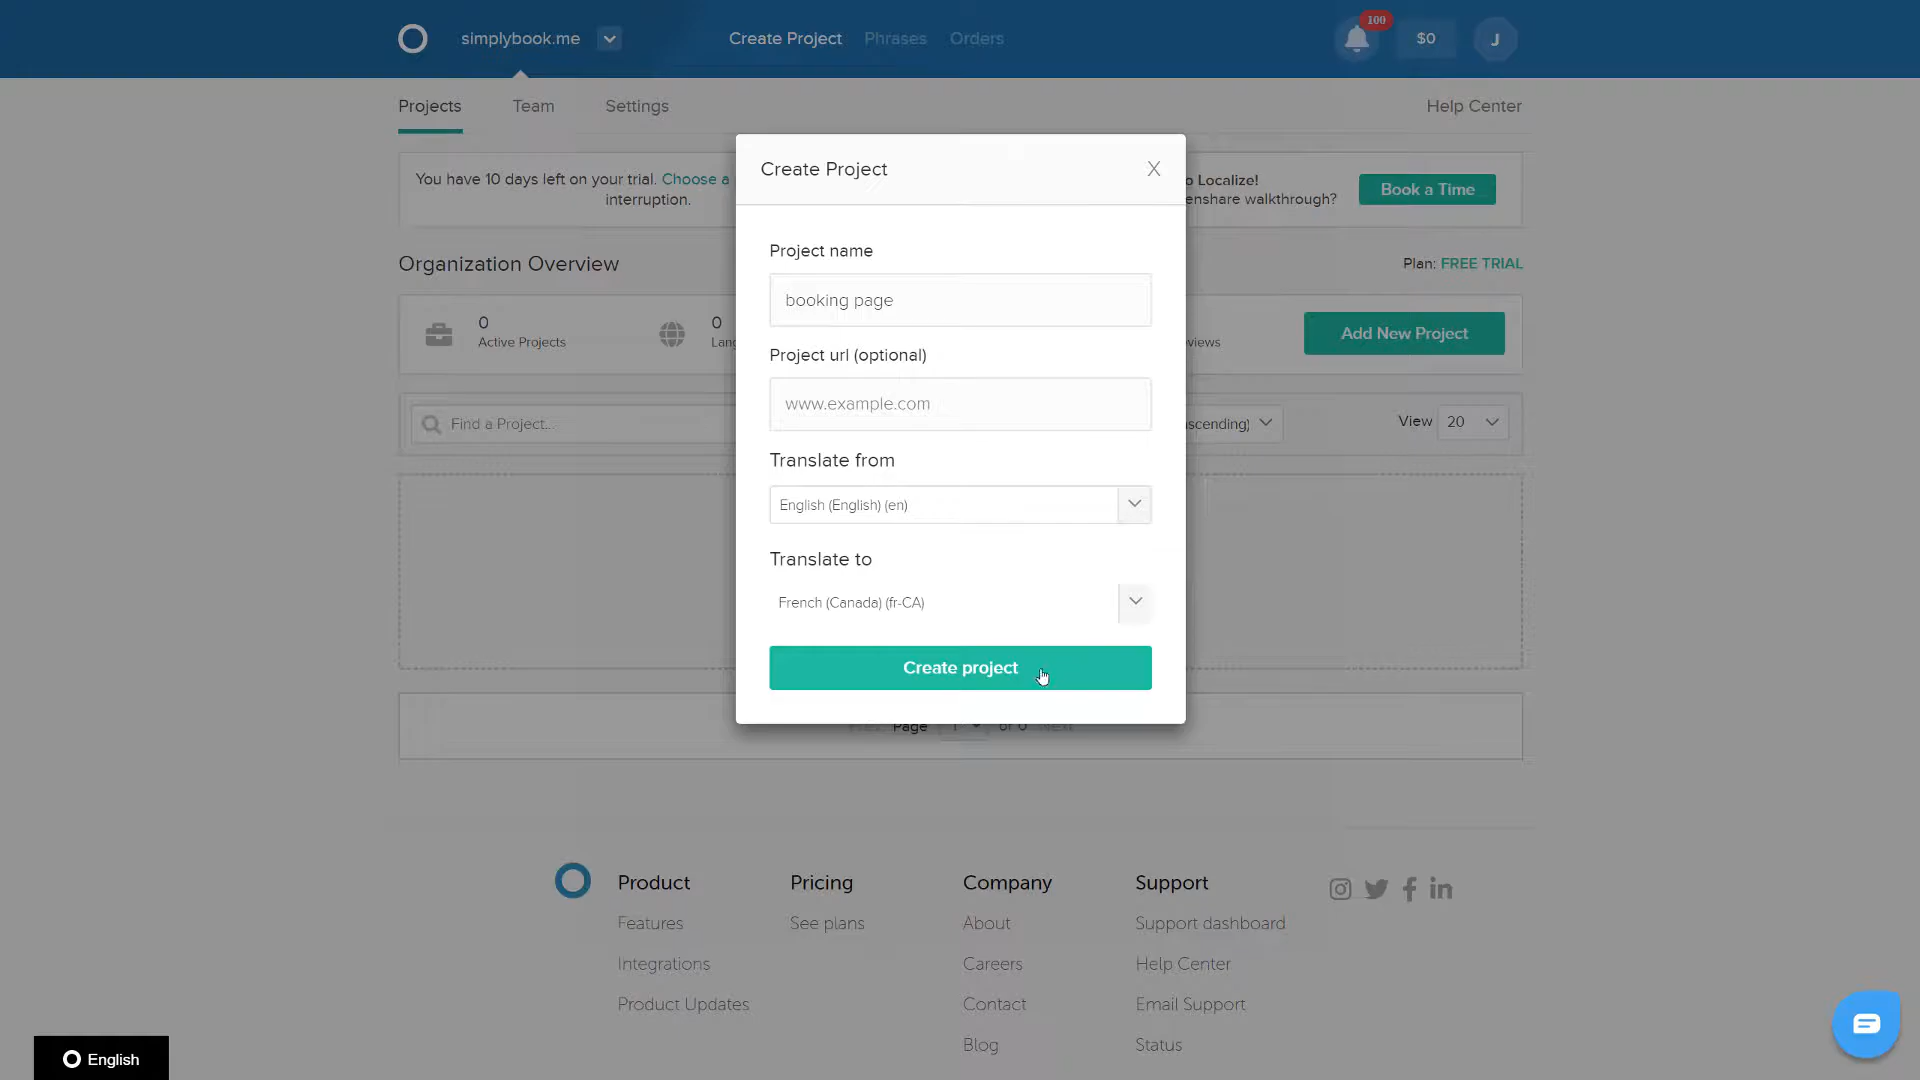 simplybook.me
Create Project
Phrases
Orders
100
$0
J
Projects
Team
Settings
Help Center
You have 10 days left on your trial. Choose a
interruption.
o Localize!
enshare walkthrough?
Book a Time
Organization Overview
Plan: FREE TRIAL
0
Active Projects
0
Lang
views
Add New Project
Find a Project...
scending)
View
20
Create Project
X
Project name
booking page
Project url (optional)
www.example.com
Translate from
English (English) (en)
Translate to
French (Canada) (fr-CA)
Create project
Page
Product
Features
Integrations
Product Updates
Pricing
See plans
Company
About
Careers
Contact
Blog
Support
Support dashboard
Help Center
Email Support
Status
English